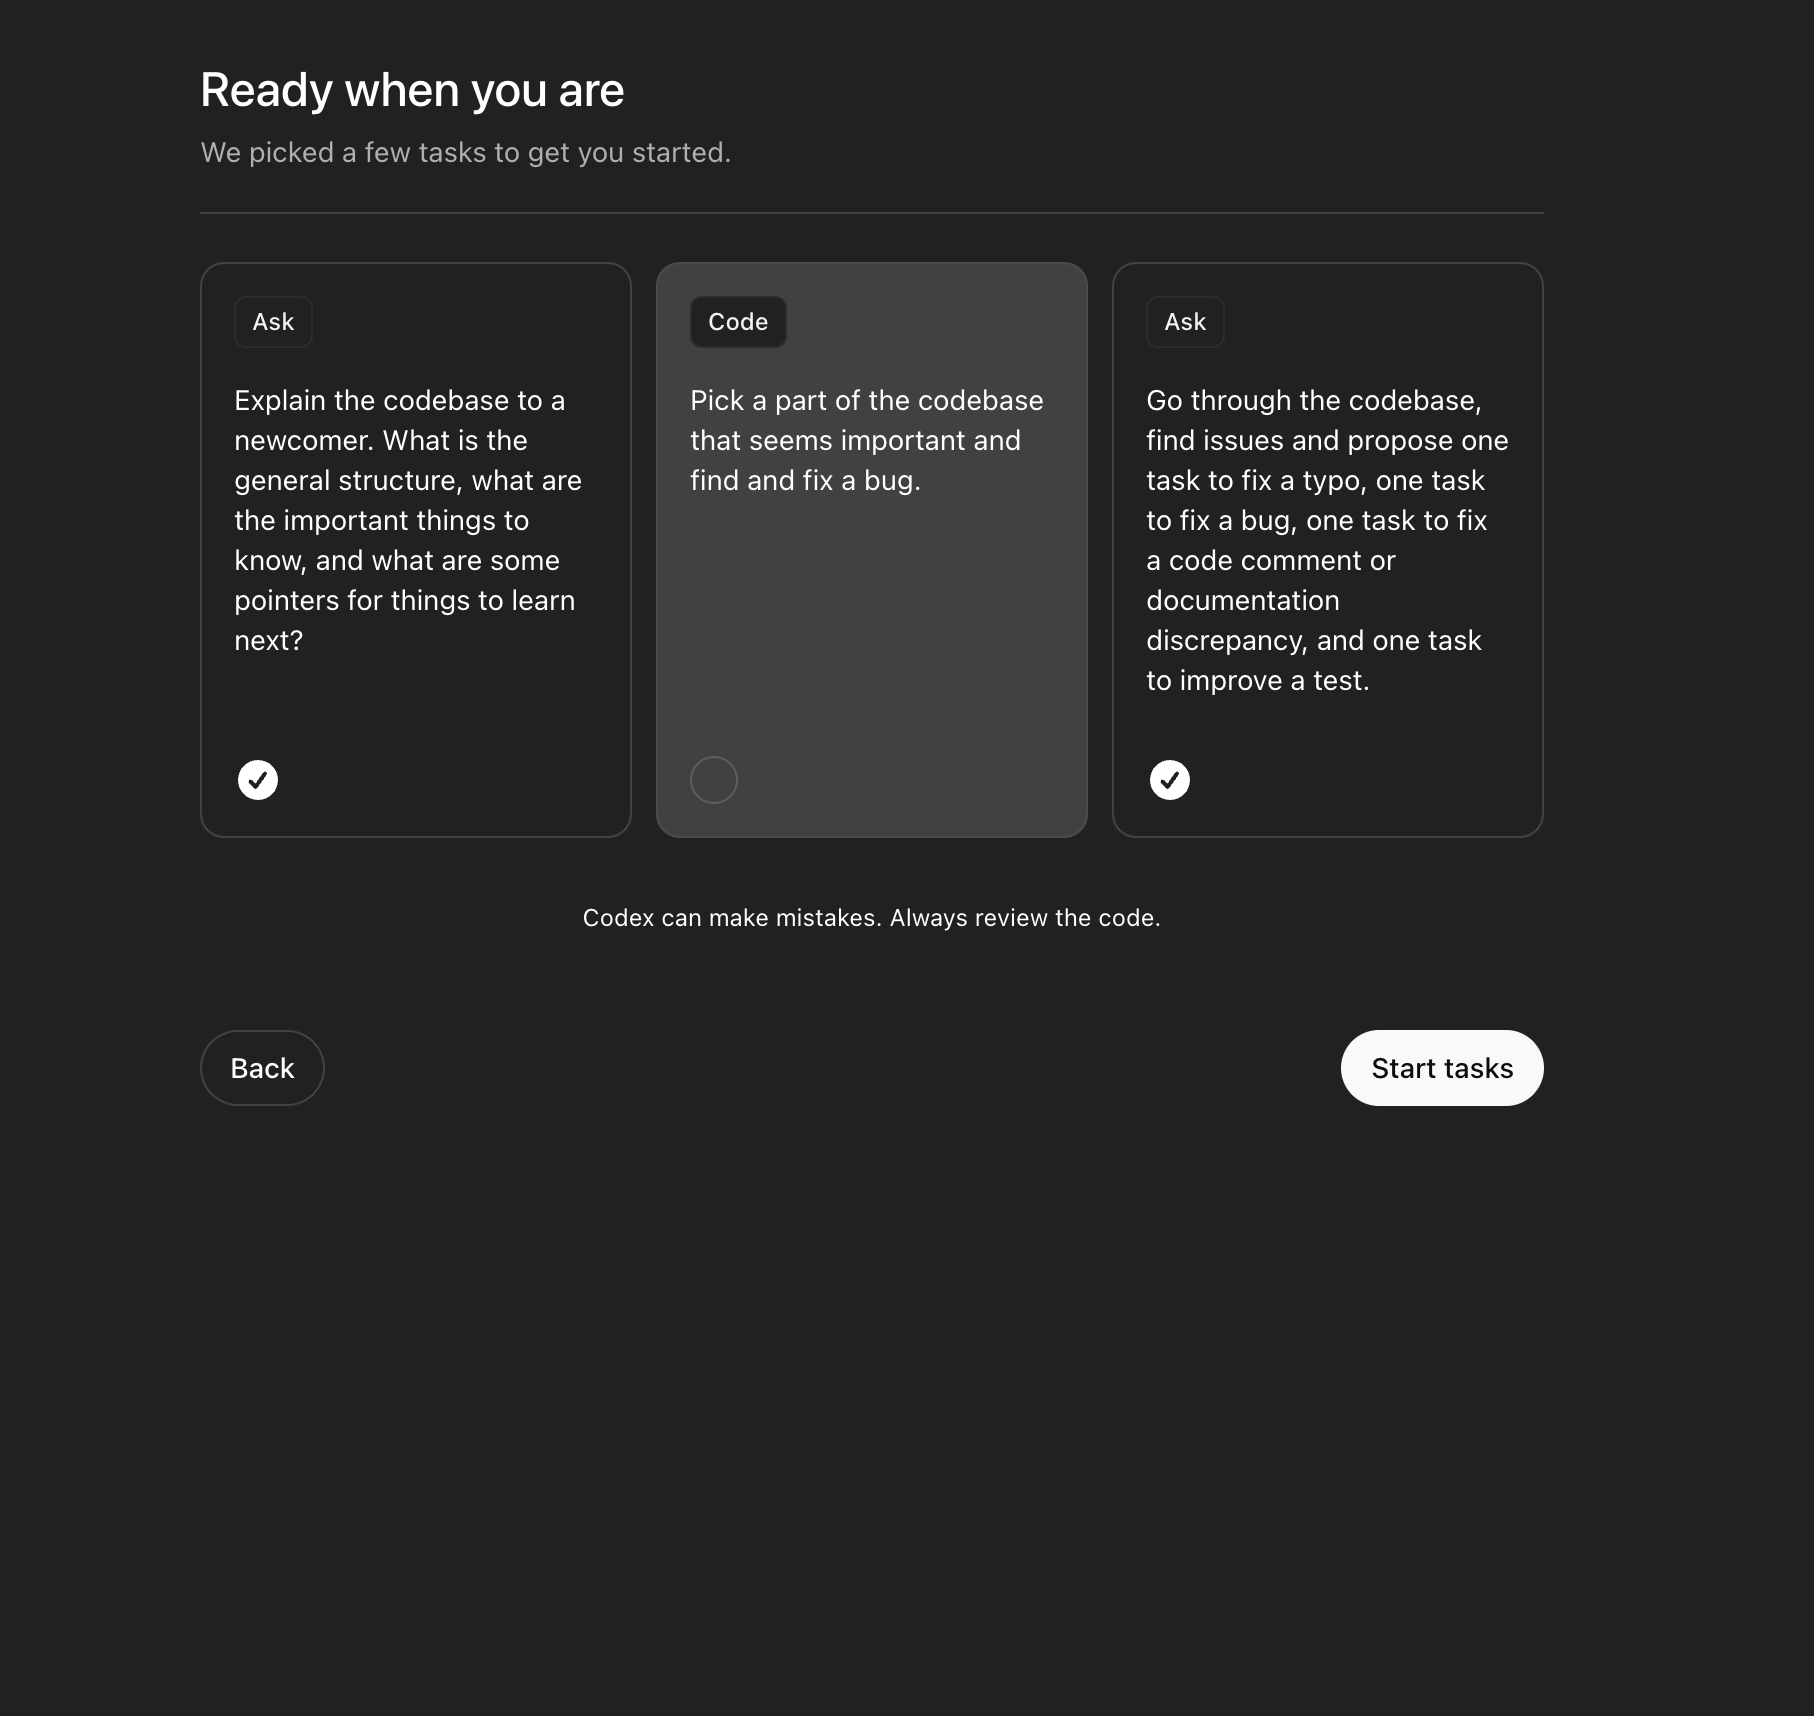 Ready when you are
We picked a few tasks to get you started.
Ask
Explain the codebase to a
newcomer. What is the
general structure, what are
the important things to
know, and what are some
pointers for things to learn
next?
Code
Pick a part of the codebase
that seems important and
find and fix a bug.
Ask
Go through the codebase,
find issues and propose one
task to fix a typo, one task
to fix a bug, one task to fix
a code comment or
documentation
discrepancy, and one task
to improve a test.
Codex can make mistakes. Always review the code.
Back
Start tasks